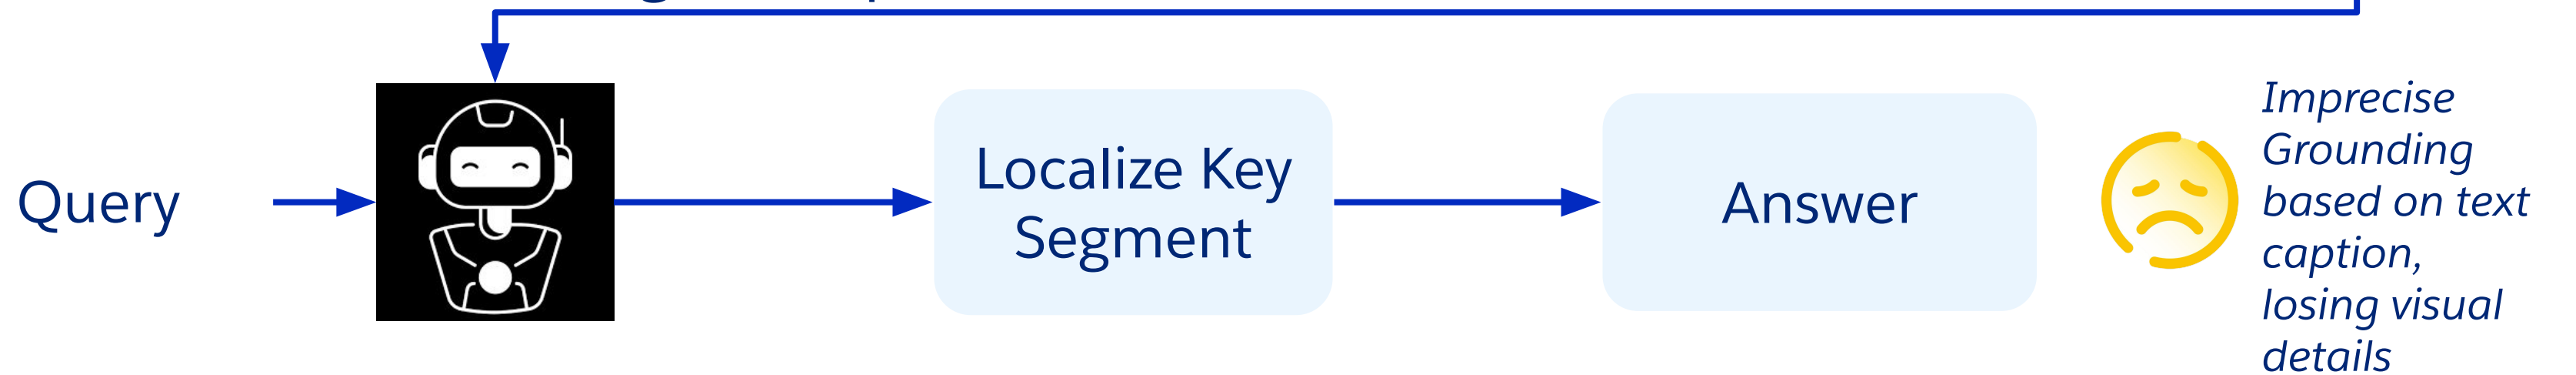 Query
Localize Key
Segment
Answer
Imprecise
Grounding
based on text
caption,
losing visual
details